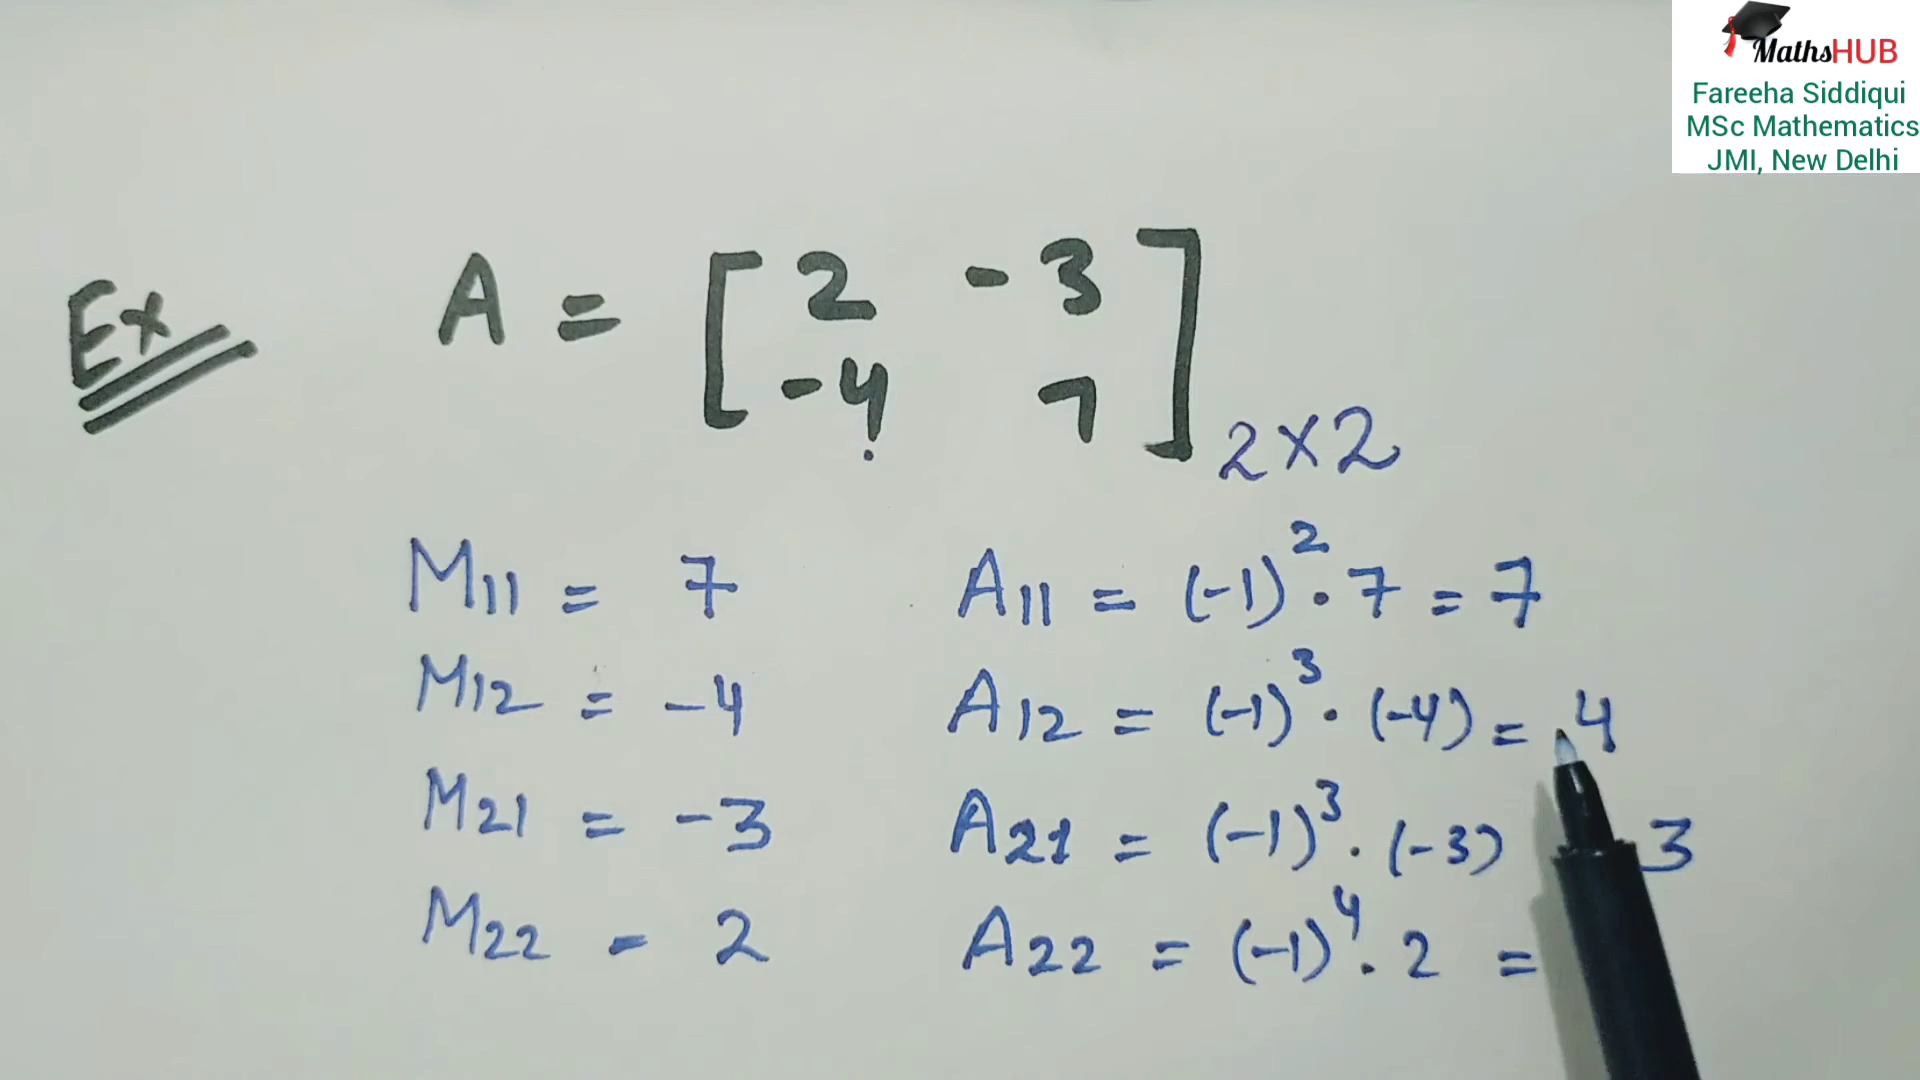 MathsHUB
Fareeha Siddiqui
MSc Mathematics
JMI, New Delhi
Ex A = [2 -3
-4 7] 2×2
M11 = 7 A11 = (-1)^2 · 7 = 7
M12 = -4 A12 = (-1)^3 · (-4) = 4
M21 = -3 A21 = (-1)^3 · (-3) 3
M22 = 2 A22 = (-1)^4 · 2 =